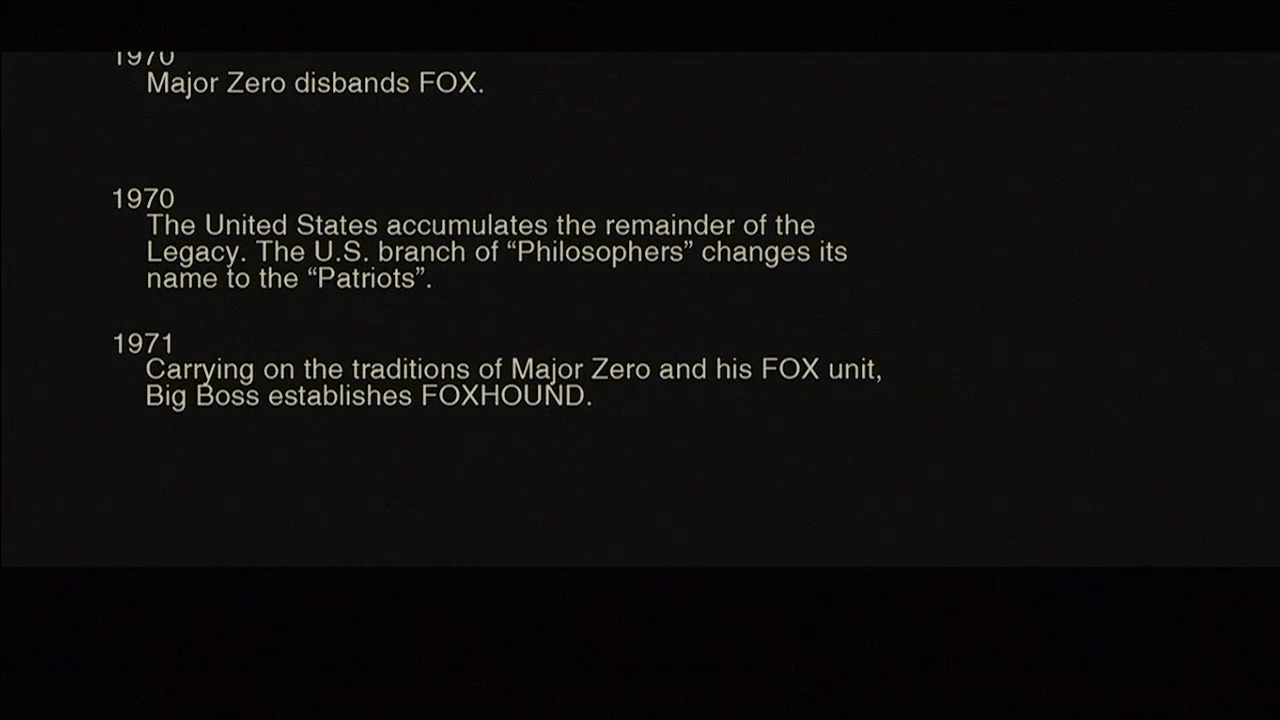 1970
Major Zero disbands FOX.
1970
The United States accumulates the remainder of the
Legacy. The U.S. branch of “Philosophers” changes its
name to the “Patriots”.
1971
Carrying on the traditions of Major Zero and his FOX unit,
Big Boss establishes FOXHOUND.